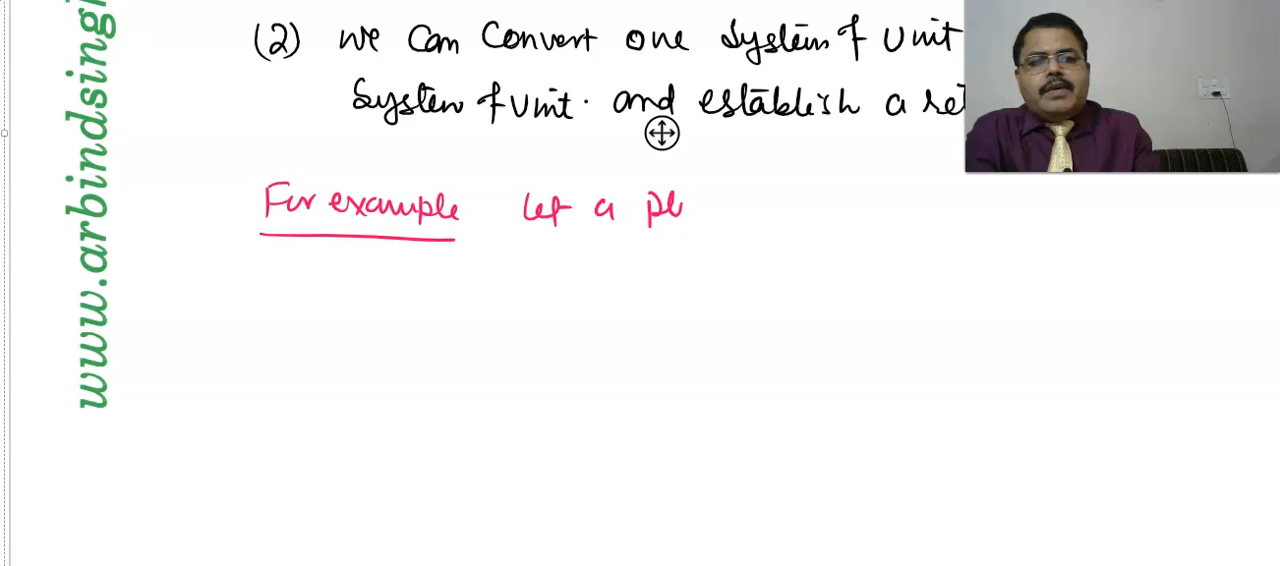 www.arbindsingh
(2) we can convert one system of unit
system of unit. and establish a rel
For example let a ph